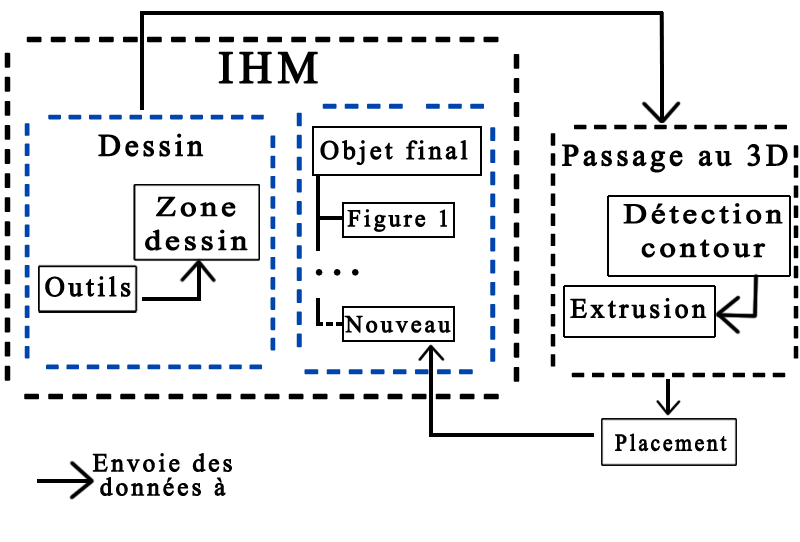 IHM
Dessin
Zone
dessin
Outils
Objet final
Figure 1
...
Nouveau
Passage au 3D
Détection
contour
Extrusion
Placement
Envoie des
données à